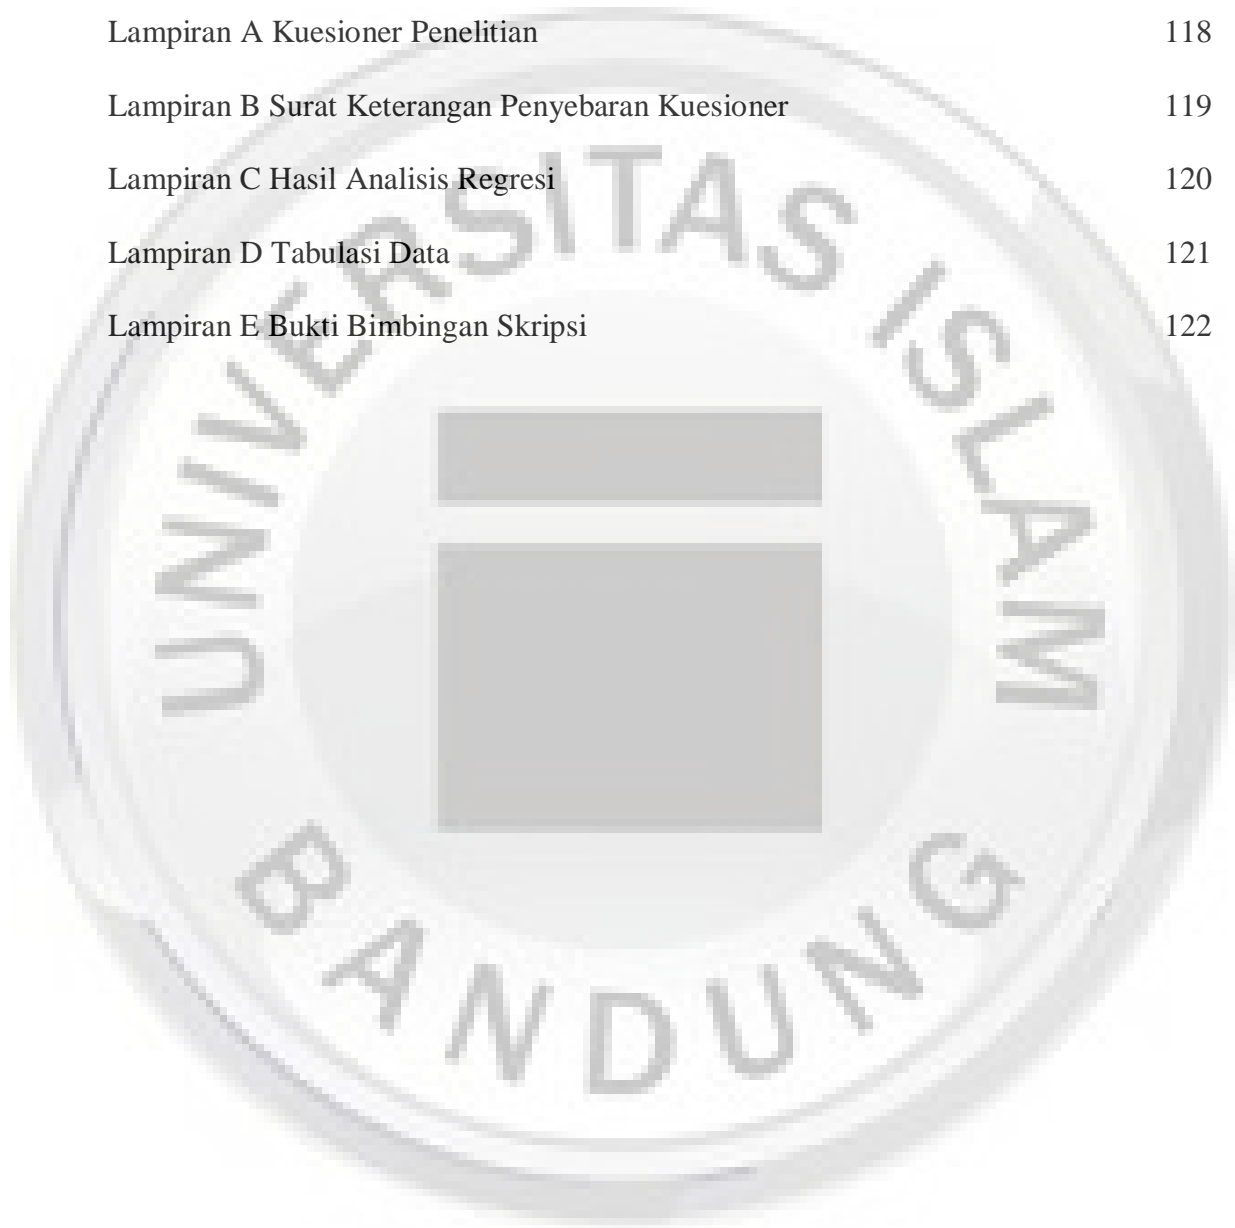 Lampiran A Kuesioner Penelitian 118
Lampiran B Surat Keterangan Penyebaran Kuesioner 119
Lampiran C Hasil Analisis Regresi 120
Lampiran D Tabulasi Data 121
Lampiran E Bukti Bimbingan Skripsi 122
UNIVERSITAS ISLAM
BANDUNG